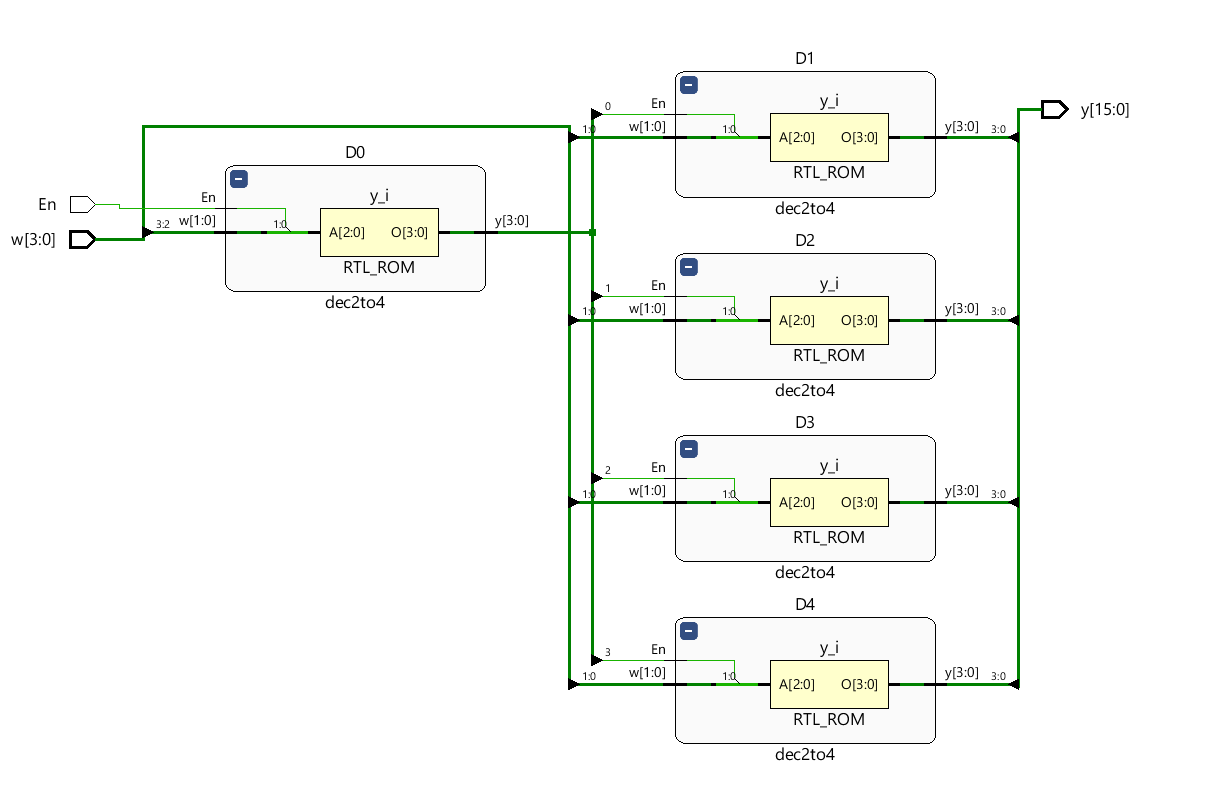 D1
0
En
y_i
1:0
w[1:0]
1:0
A[2:0]
O[3:0]
y[3:0]
3:0
RTL_ROM
dec2to4
y[15:0]
D0
En
En
y_i
w[3:0]
3:2
w[1:0]
1:0
A[2:0]
O[3:0]
y[3:0]
RTL_ROM
dec2to4
D2
1
En
y_i
1:0
w[1:0]
1:0
A[2:0]
O[3:0]
y[3:0]
3:0
RTL_ROM
dec2to4
D3
2
En
y_i
1:0
w[1:0]
1:0
A[2:0]
O[3:0]
y[3:0]
3:0
RTL_ROM
dec2to4
D4
3
En
y_i
1:0
w[1:0]
1:0
A[2:0]
O[3:0]
y[3:0]
3:0
RTL_ROM
dec2to4